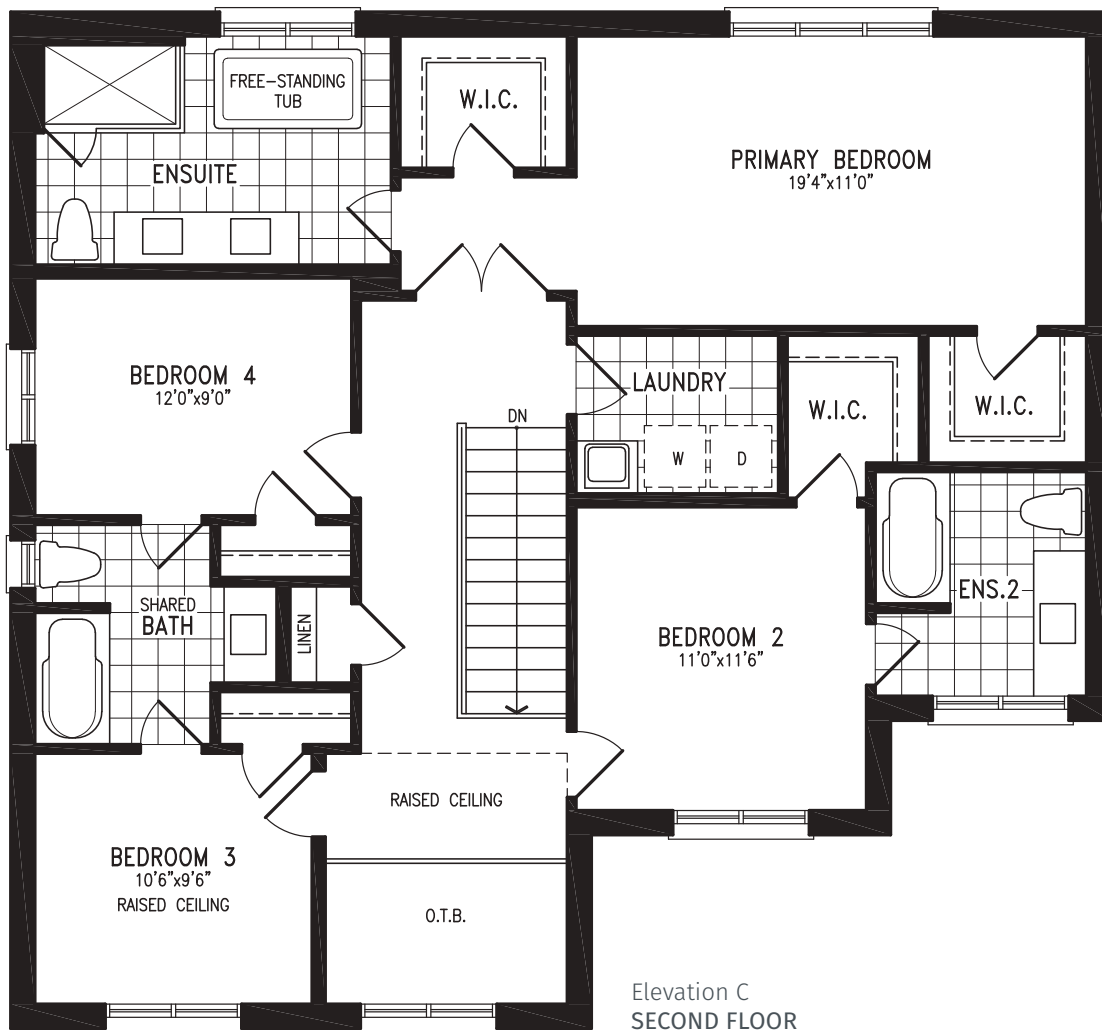 FREE-STANDING
TUB
W.I.C.
ENSUITE
PRIMARY BEDROOM
19'4"x11'0"
BEDROOM 4
12'0"x9'0"
LAUNDRY
W.I.C.
W.I.C.
DN
W
D
SHARED
BATH
LINEN
BEDROOM 2
11'0"x11'6"
ENS.2
RAISED CEILING
BEDROOM 3
10'6"x9'6"
RAISED CEILING
O.T.B.
Elevation C
SECOND FLOOR